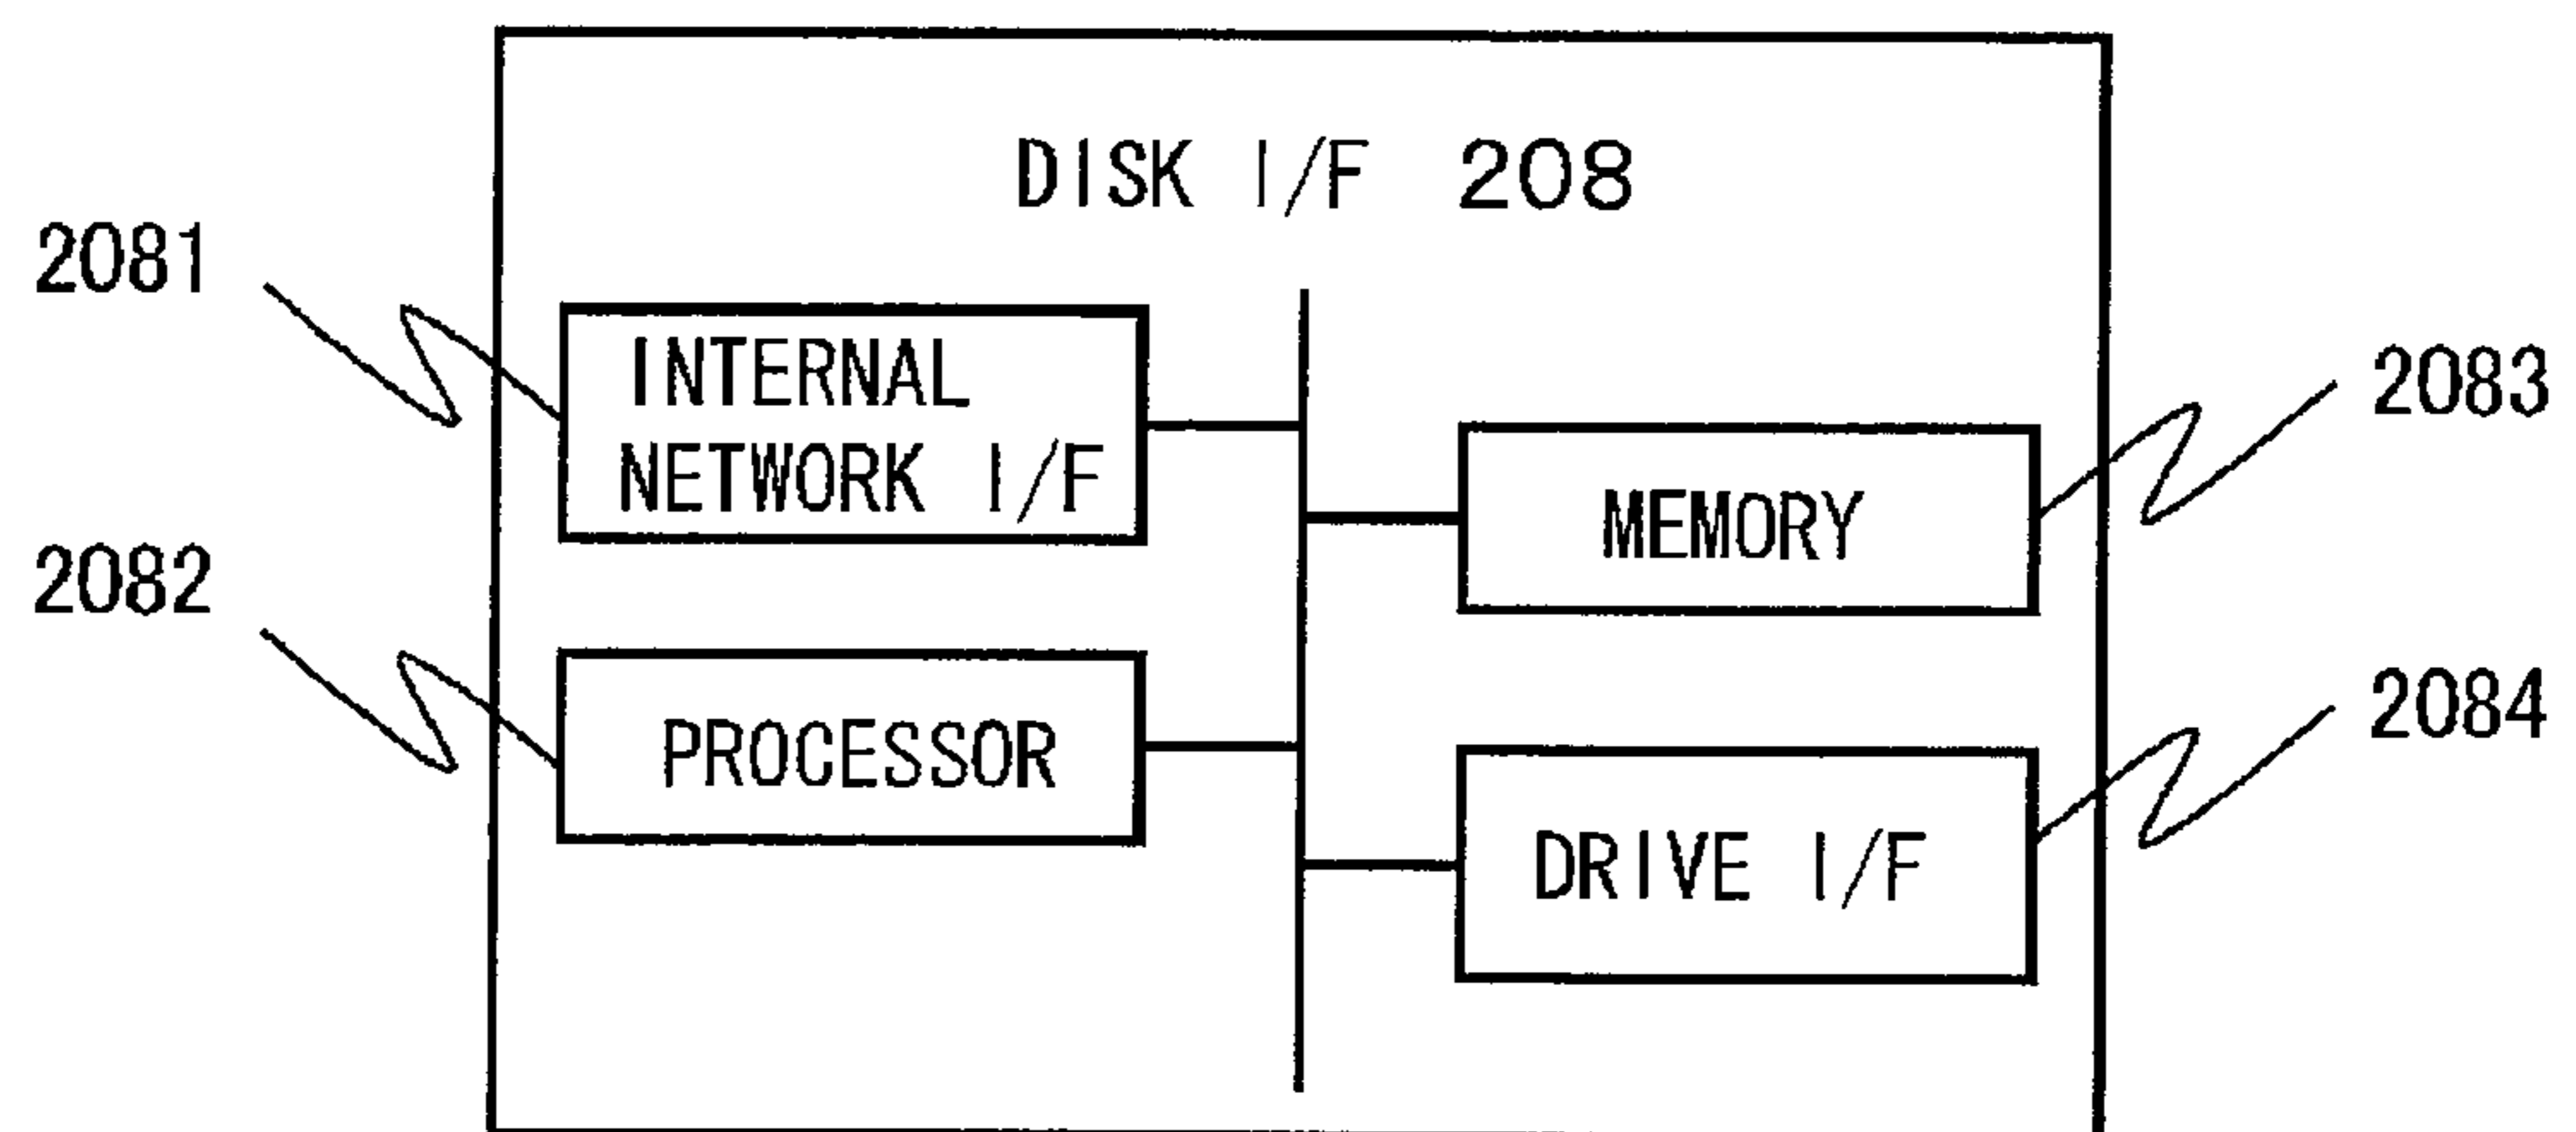 DISK I/F 208
2081
INTERNAL
NETWORK I/F
2083
MEMORY
2082
PROCESSOR
2084
DRIVE I/F